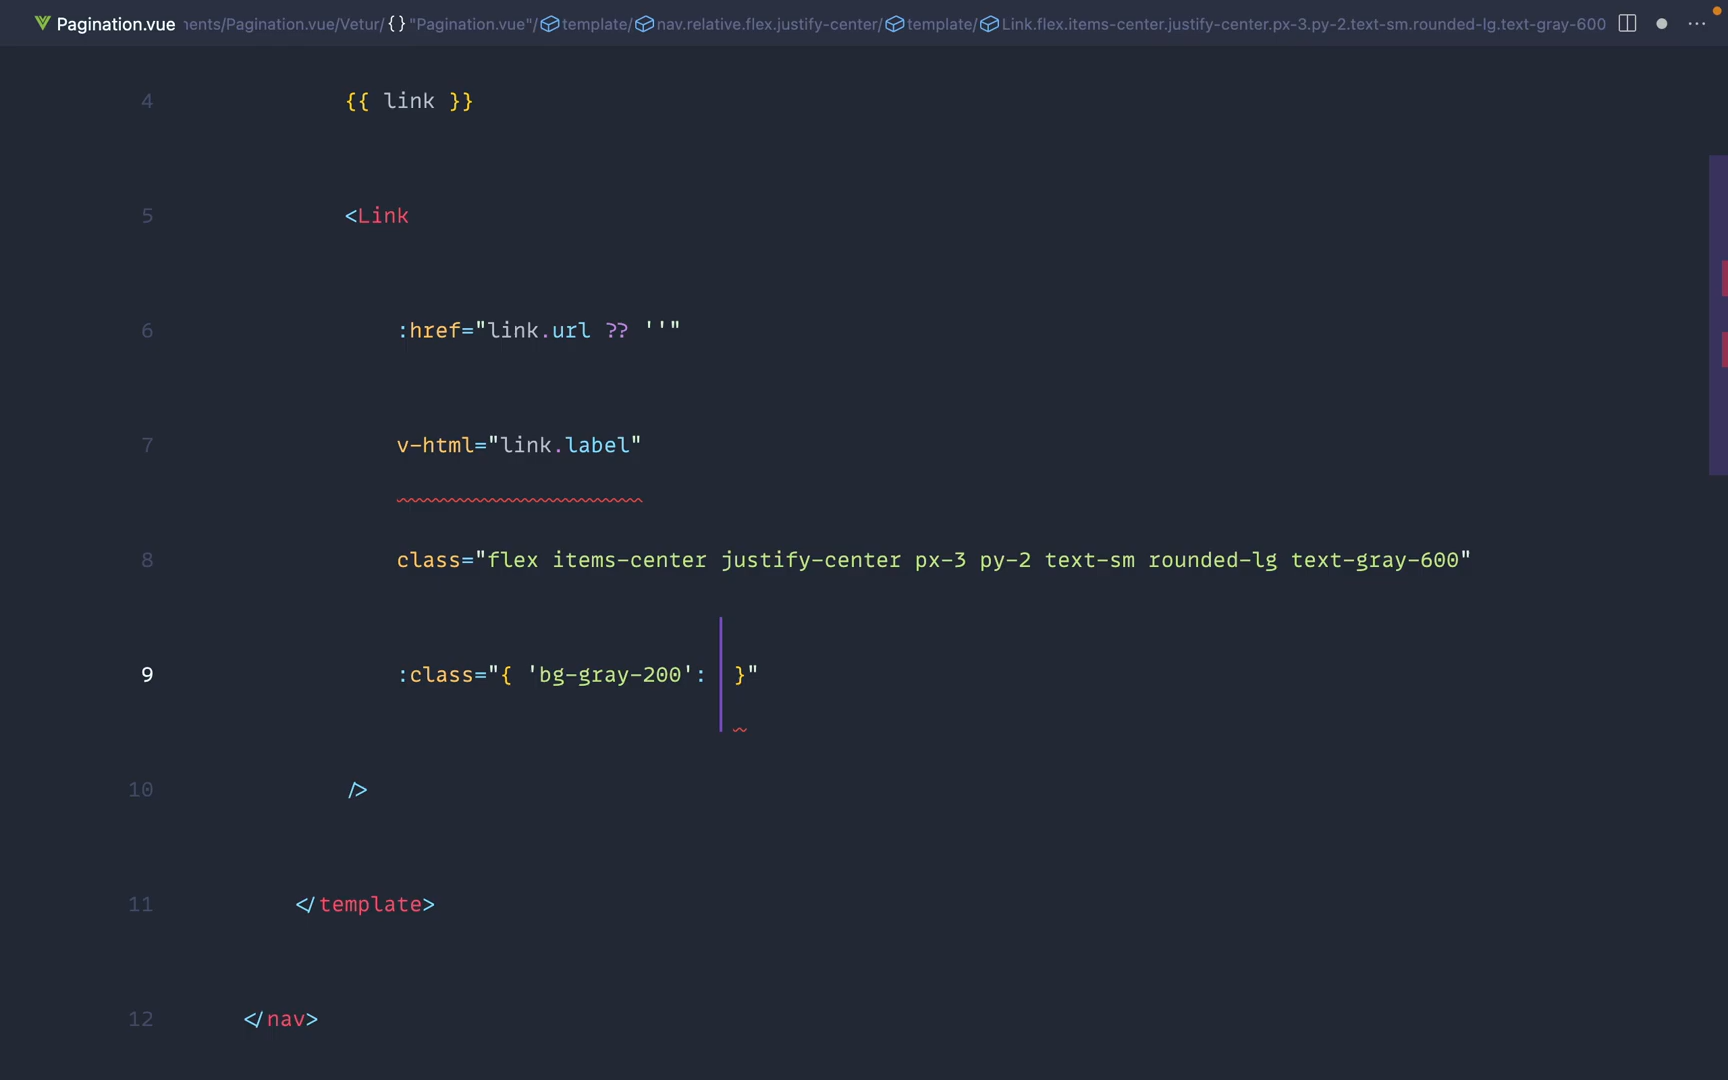 Pagination.vue nents/Pagination.vue/Vetur/{} "Pagination.vue"/template/nav.relative.flex.justify-center/template/Link.flex.items-center.justify-center.px-3.py-2.text-sm.rounded-lg.text-gray-600 ...
4 {{ link }}
5 <Link
6 :href="link.url ?? ''"
7 v-html="link.label"
8 class="flex items-center justify-center px-3 py-2 text-sm rounded-lg text-gray-600"
9 :class="{ 'bg-gray-200': }"
10 />
11 </template>
12 </nav>